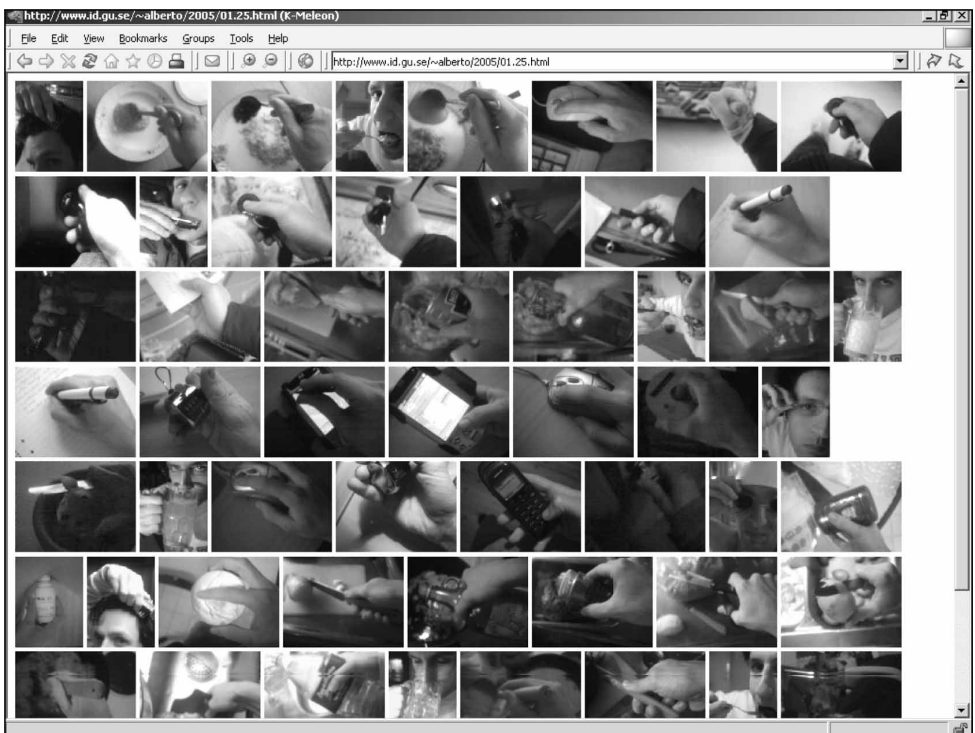 http://www.id.gu.se/~alberto/2005/01.25.html (K-Meleon)
File Edit View Bookmarks Groups Tools Help
http://www.id.gu.se/~alberto/2005/01.25.html